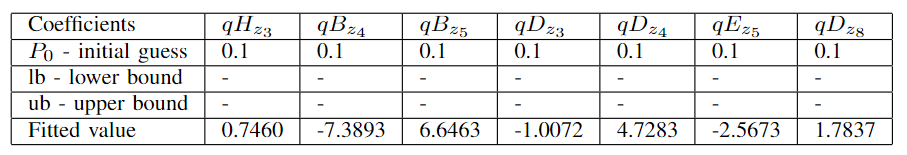 Coefficients qH_{z_3} qB_{z_4} qB_{z_5} qD_{z_3} qD_{z_4} qE_{z_5} qD_{z_8}
P_0 - initial guess 0.1 0.1 0.1 0.1 0.1 0.1 0.1
lb - lower bound - - - - - - -
ub - upper bound - - - - - - -
Fitted value 0.7460 -7.3893 6.6463 -1.0072 4.7283 -2.5673 1.7837